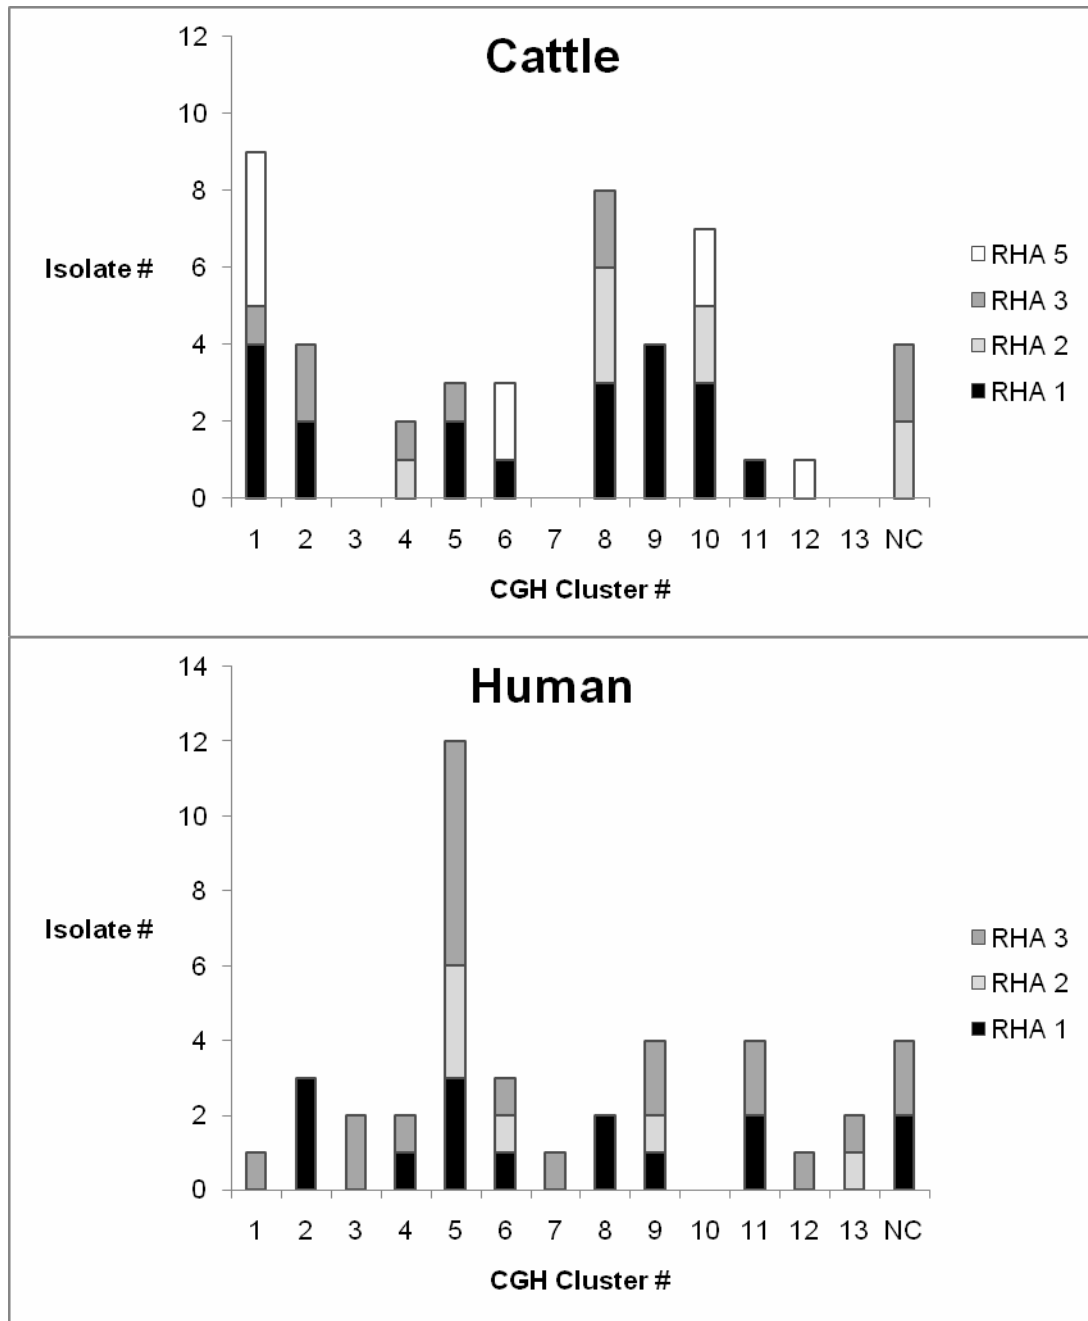 Cattle
12
10
8
6
4
2
0
Isolate #
1 2 3 4 5 6 7 8 9 10 11 12 13 NC
CGH Cluster #
RHA 5
RHA 3
RHA 2
RHA 1
Human
14
12
10
8
6
4
2
0
Isolate #
1 2 3 4 5 6 7 8 9 10 11 12 13 NC
CGH Cluster #
RHA 3
RHA 2
RHA 1